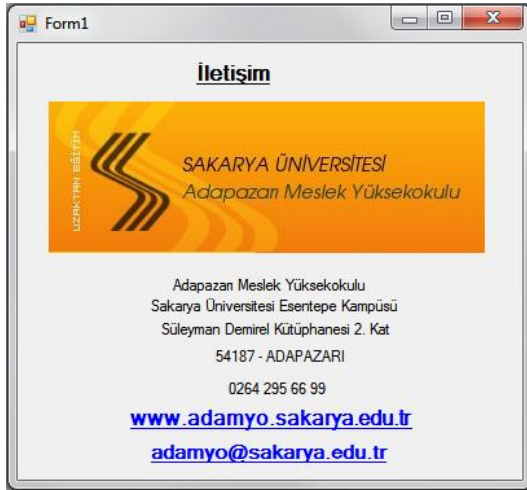 Form1
İletişim
UZAKTAN EĞİTİM
SAKARYA ÜNİVERSİTESİ
Adapazarı Meslek Yüksekokulu
Adapazarı Meslek Yüksekokulu
Sakarya Üniversitesi Esentepe Kampüsü
Süleyman Demirel Kütüphanesi 2. Kat
54187 - ADAPAZARI
0264 295 66 99
www.adamyo.sakarya.edu.tr
adamyo@sakarya.edu.tr